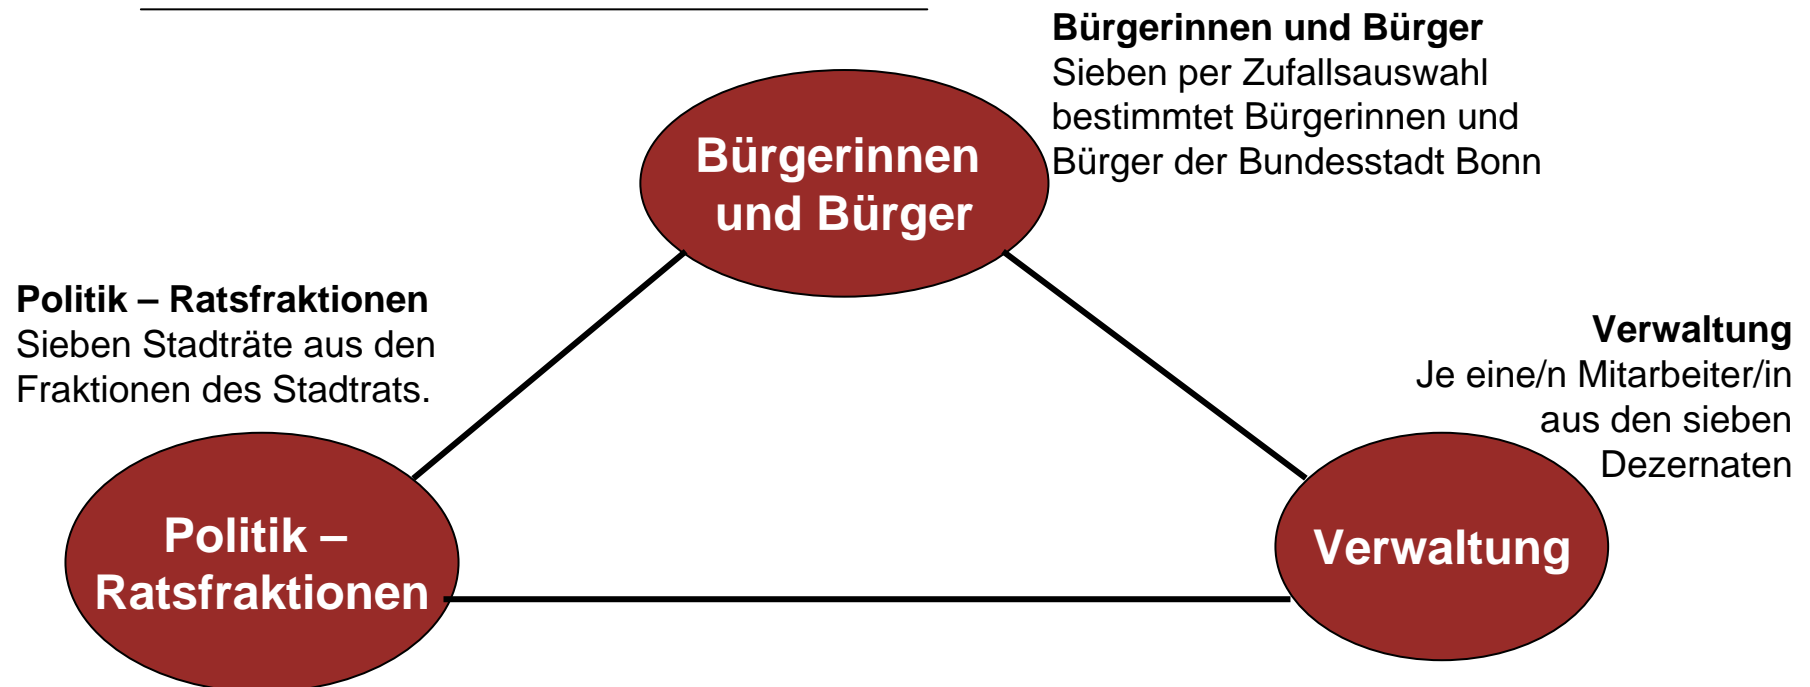 Bürgerinnen und Bürger
Sieben per Zufallsauswahl
bestimmtet Bürgerinnen und
Bürger der Bundesstadt Bonn
Bürgerinnen
und Bürger
Politik – Ratsfraktionen
Sieben Stadträte aus den
Fraktionen des Stadtrats.
Verwaltung
Je eine/n Mitarbeiter/in
aus den sieben
Dezernaten
Politik –
Ratsfraktionen
Verwaltung